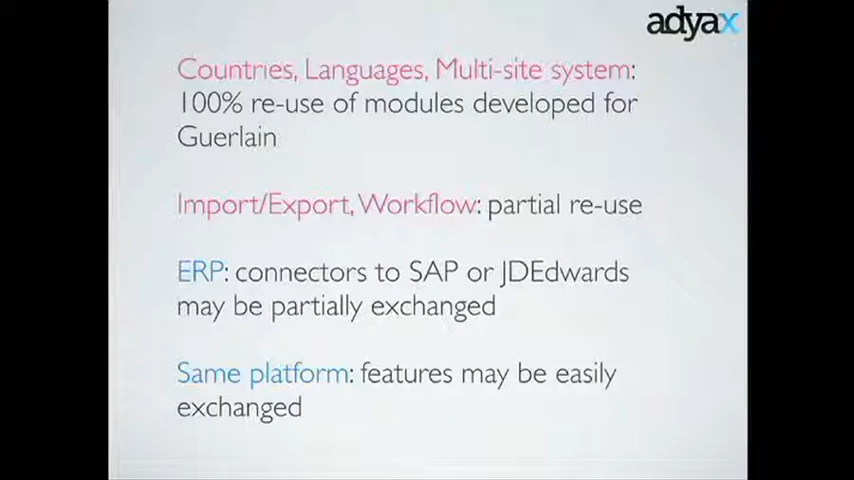 adyax
Countries, Languages, Multi-site system:
100% re-use of modules developed for
Guerlain
Import/Export, Workflow: partial re-use
ERP: connectors to SAP or JDEdwards
may be partially exchanged
Same platform: features may be easily
exchanged